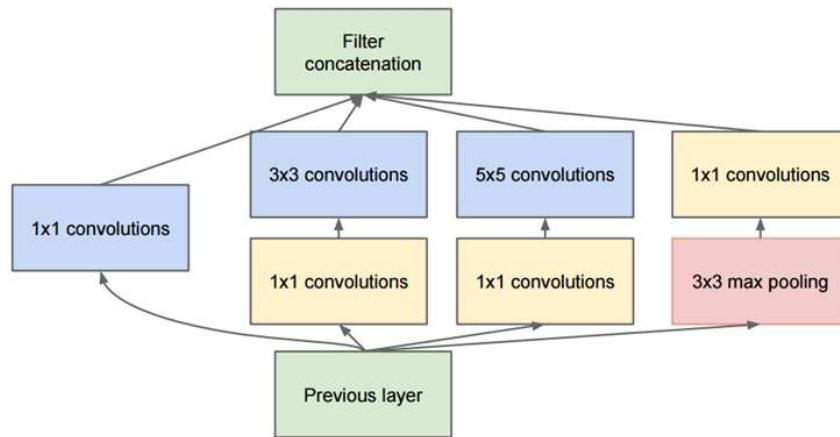 Filter
concatenation
3x3 convolutions
5x5 convolutions
1x1 convolutions
1x1 convolutions
1x1 convolutions
1x1 convolutions
3x3 max pooling
Previous layer